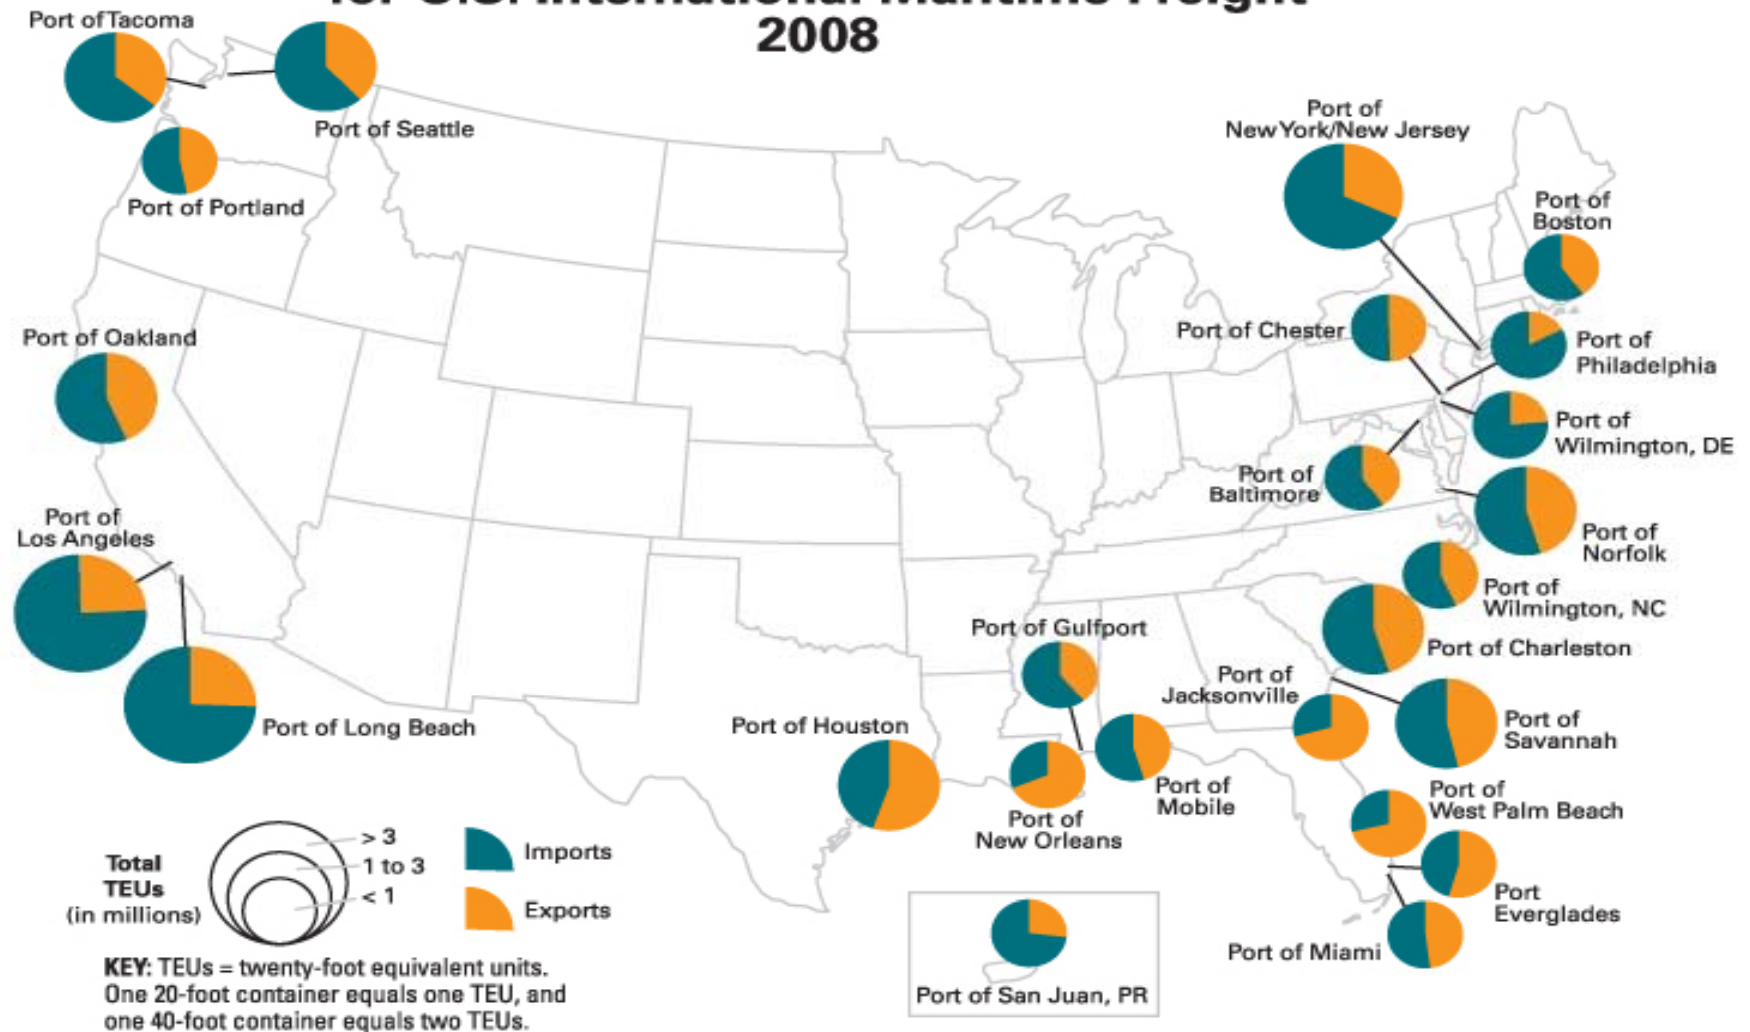 for U.S. International Maritime Freight
2008
Port of Tacoma
Port of Seattle
Port of Portland
Port of
New York/New Jersey
Port of
Boston
Port of Oakland
Port of Chester
Port of
Philadelphia
Port of
Wilmington, DE
Port of
Baltimore
Port of
Norfolk
Port of
Los Angeles
Port of
Wilmington, NC
Port of Gulfport
Port of Charleston
Port of
Jacksonville
Port of Long Beach
Port of Houston
Port of
Savannah
Port of
Mobile
Port of
West Palm Beach
Port of
New Orleans
Port
Everglades
Port of Miami
Port of San Juan, PR
Total
TEUs
(in millions)
> 3
1 to 3
< 1
Imports
Exports
KEY: TEUs = twenty-foot equivalent units.
One 20-foot container equals one TEU, and
one 40-foot container equals two TEUs.